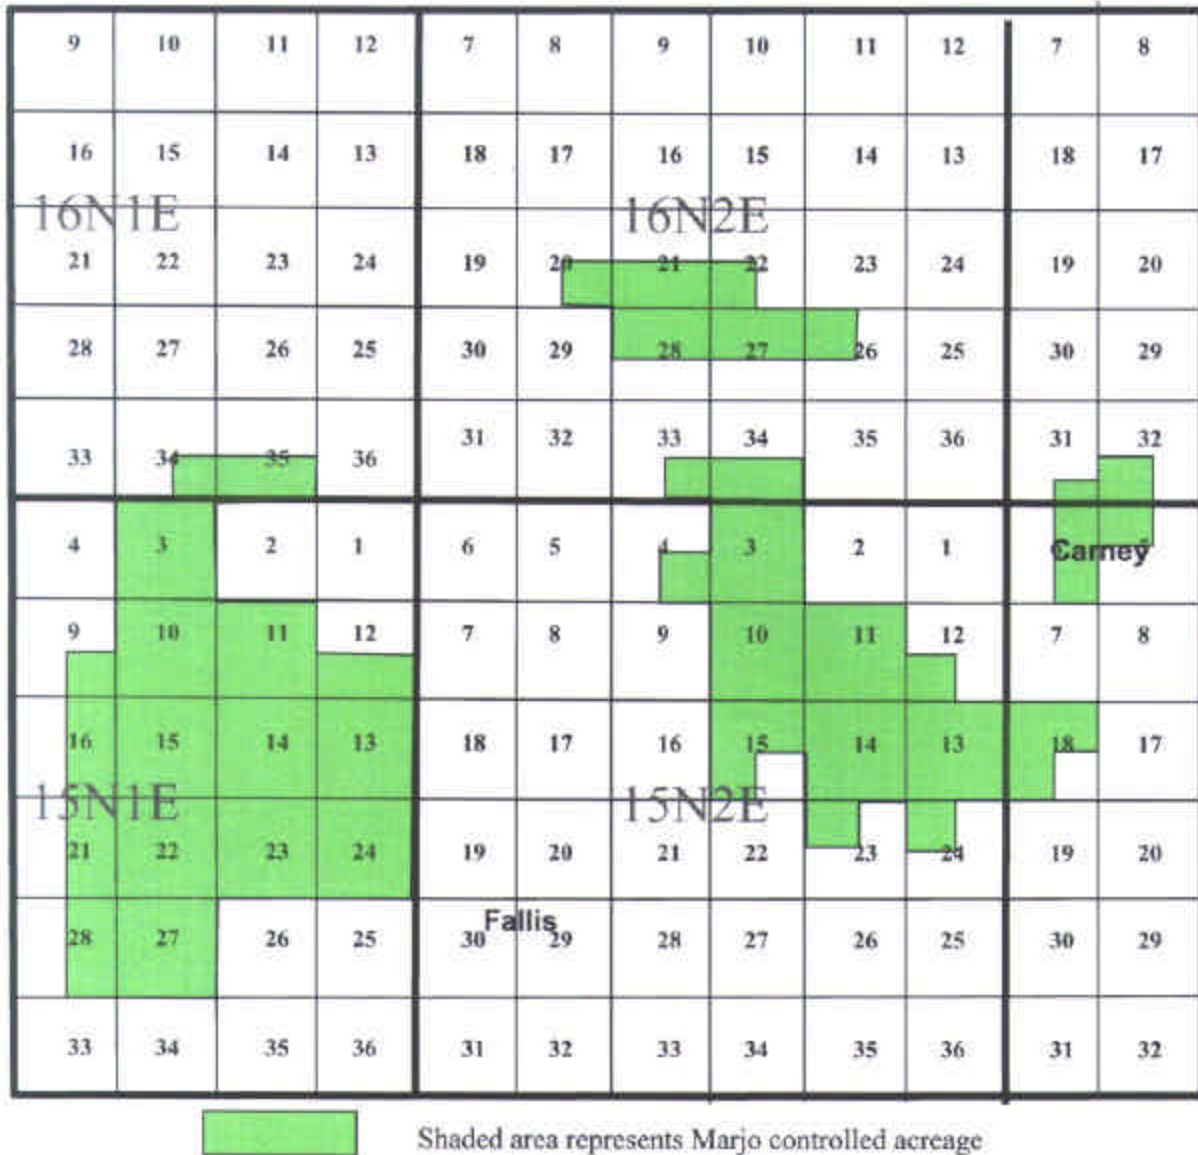 9 10 11 12 7 8 9 10 11 12 7 8
16 15 14 13 18 17 16 15 14 13 18 17
16N1E 16N2E
21 22 23 24 19 20 21 22 23 24 19 20
28 27 26 25 30 29 28 27 26 25 30 29
33 34 35 36 31 32 33 34 35 36 31 32
4 3 2 1 6 5 4 3 2 1 Carney
9 10 11 12 7 8 9 10 11 12 7 8
16 15 14 13 18 17 16 15 14 13 18 17
15N1E 15N2E
21 22 23 24 19 20 21 22 23 24 19 20
Fallis
28 27 26 25 30 29 28 27 26 25 30 29
33 34 35 36 31 32 33 34 35 36 31 32
Shaded area represents Marjo controlled acreage